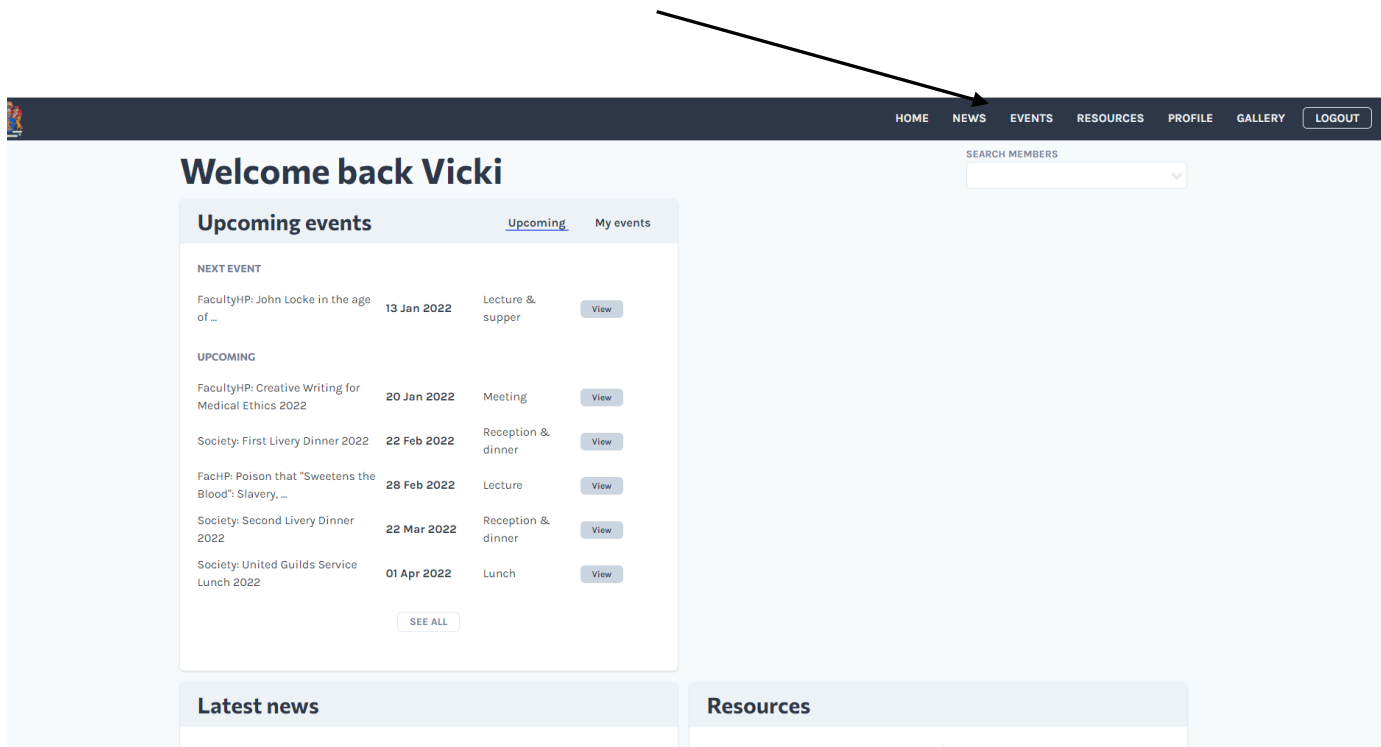 HOME NEWS EVENTS RESOURCES PROFILE GALLERY LOGOUT
SEARCH MEMBERS
Welcome back Vicki
Upcoming events Upcoming My events
NEXT EVENT
FacultyHP: John Locke in the age
of ... 13 Jan 2022 Lecture &
supper View
UPCOMING
FacultyHP: Creative Writing for
Medical Ethics 2022 20 Jan 2022 Meeting View
Society: First Livery Dinner 2022 22 Feb 2022 Reception &
dinner View
FacHP: Poison that "Sweetens the
Blood": Slavery, ... 28 Feb 2022 Lecture View
Society: Second Livery Dinner
2022 22 Mar 2022 Reception &
dinner View
Society: United Guilds Service
Lunch 2022 01 Apr 2022 Lunch View
SEE ALL
Latest news
Resources